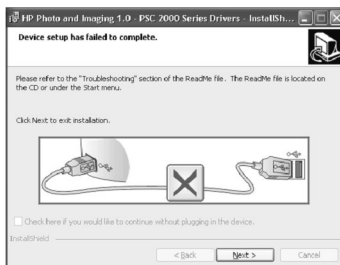 HP Photo and Imaging 1.0 - PSC 2000 Series Drivers - InstallSh...
Device setup has failed to complete.
Please refer to the "Troubleshooting" section of the ReadMe file. The ReadMe file is located on
the CD or under the Start menu.
Click Next to exit installation.
Check here if you would like to continue without plugging in the device.
InstallShield
< Back
Next >
Cancel